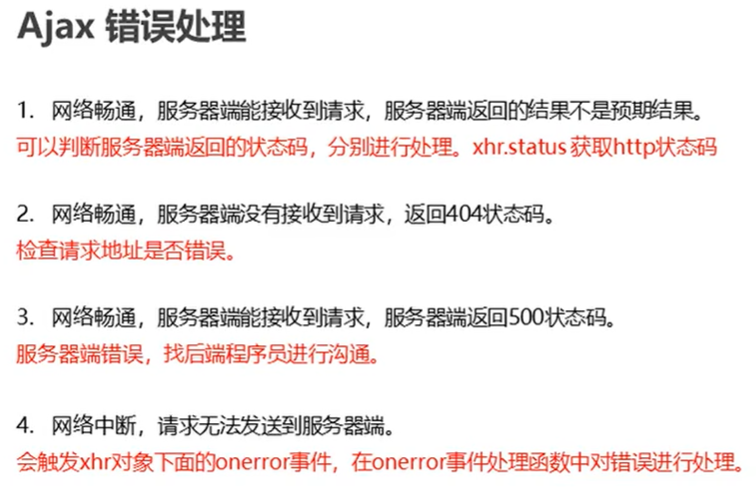 Ajax 错误处理
1. 网络畅通，服务器端能接收到请求，服务器端返回的结果不是预期结果。
可以判断服务器端返回的状态码，分别进行处理。xhr.status 获取http状态码
2. 网络畅通，服务器端没有接收到请求，返回404状态码。
检查请求地址是否错误。
3. 网络畅通，服务器端能接收到请求，服务器端返回500状态码。
服务器端错误，找后端程序员进行沟通。
4. 网络中断，请求无法发送到服务器端。
会触发xhr对象下面的onerror事件，在onerror事件处理函数中对错误进行处理。